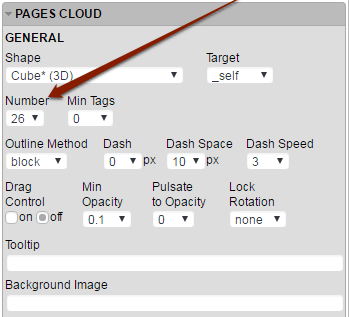 PAGES CLOUD
GENERAL
Shape Target
Cube* (3D) _self
Number Min Tags
26 0
Outline Method Dash Dash Space Dash Speed
block 0 px 10 px 3
Drag Min Pulsate Lock
Control Opacity to Opacity Rotation
on off 0.1 0 none
Tooltip
Background Image